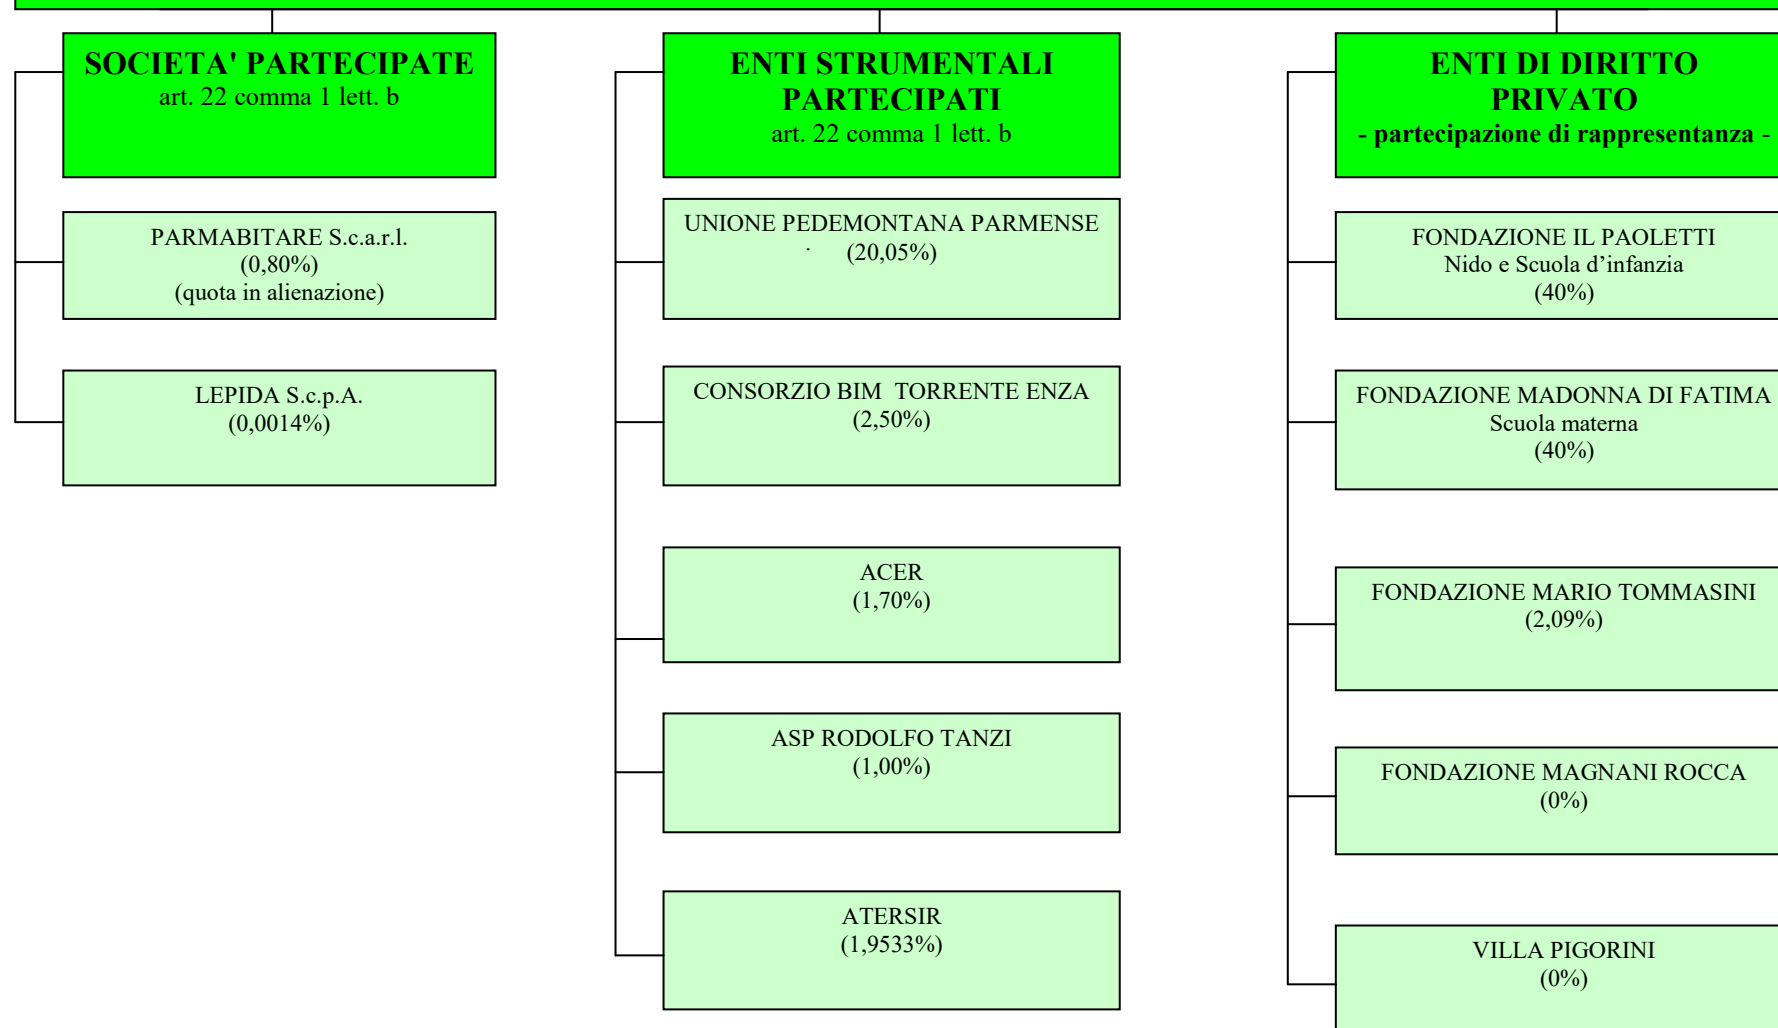 SOCIETA' PARTECIPATE
art. 22 comma 1 lett. b
PARMABITARE S.c.a.r.l.
(0,80%)
(quota in alienazione)
LEPIDA S.c.p.A.
(0,0014%)
ENTI STRUMENTALI
PARTECIPATI
art. 22 comma 1 lett. b
UNIONE PEDEMONTANA PARMENSE
. (20,05%)
CONSORZIO BIM TORRENTE ENZA
(2,50%)
ACER
(1,70%)
ASP RODOLFO TANZI
(1,00%)
ATERSIR
(1,9533%)
ENTI DI DIRITTO
PRIVATO
- partecipazione di rappresentanza -
FONDAZIONE IL PAOLETTI
Nido e Scuola d’infanzia
(40%)
FONDAZIONE MADONNA DI FATIMA
Scuola materna
(40%)
FONDAZIONE MARIO TOMMASINI
(2,09%)
FONDAZIONE MAGNANI ROCCA
(0%)
VILLA PIGORINI
(0%)